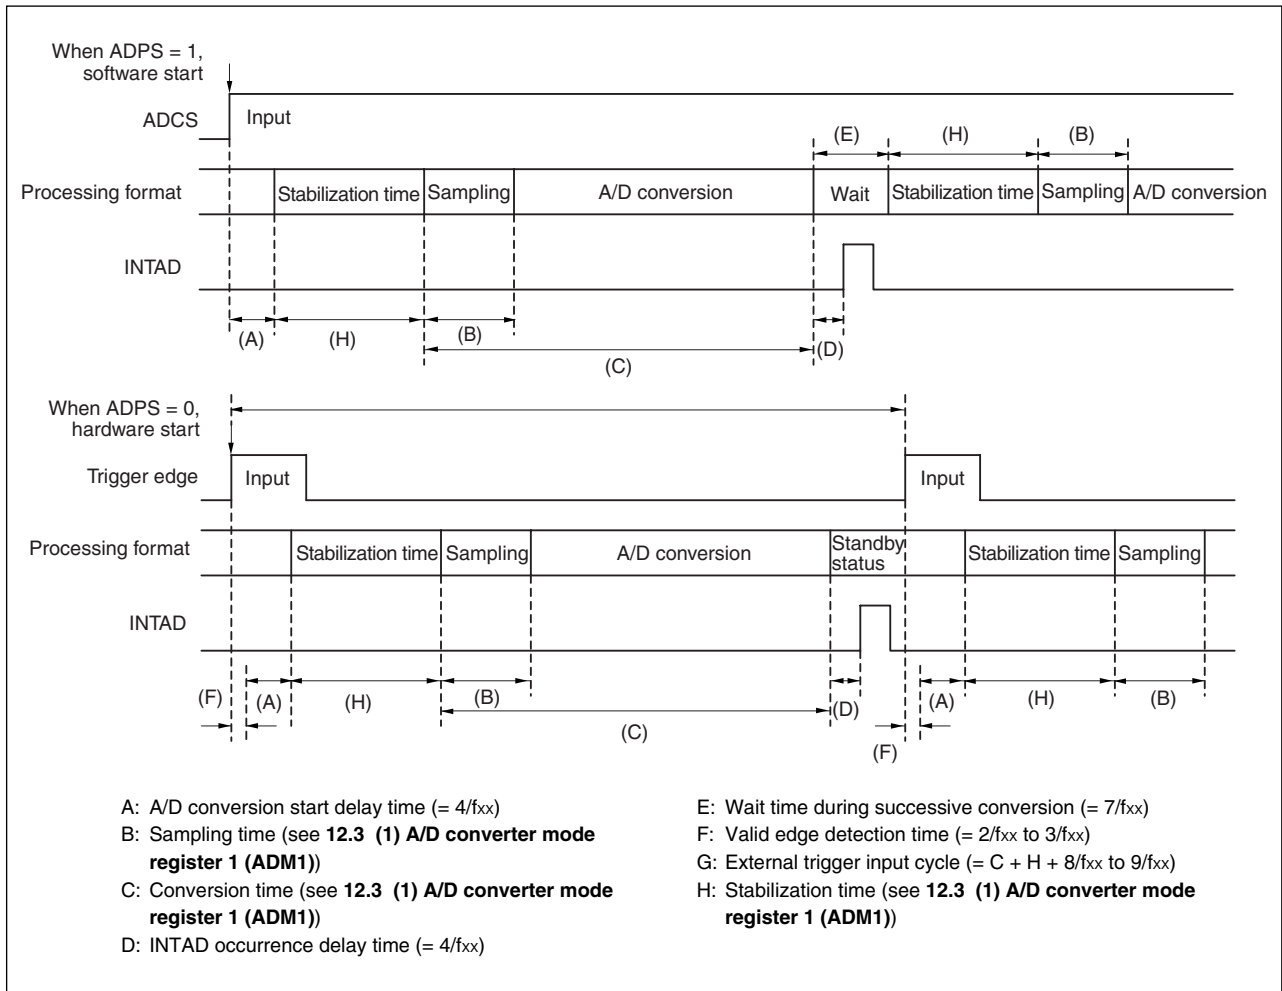 When ADPS = 1,
software start
ADCS
Input
(E)
(H)
(B)
Processing format
Stabilization time
Sampling
A/D conversion
Wait
Stabilization time
Sampling
A/D conversion
INTAD
(A)
(H)
(B)
(D)
(C)
When ADPS = 0,
hardware start
Trigger edge
Input
Input
Processing format
Stabilization time
Sampling
A/D conversion
Standby
status
Stabilization time
Sampling
INTAD
(F)
(A)
(H)
(B)
(C)
(D)
(F)
(A)
(H)
(B)
A: A/D conversion start delay time (= 4/fxx)
B: Sampling time (see 12.3 (1) A/D converter mode
register 1 (ADM1))
C: Conversion time (see 12.3 (1) A/D converter mode
register 1 (ADM1))
D: INTAD occurrence delay time (= 4/fxx)
E: Wait time during successive conversion (= 7/fxx)
F: Valid edge detection time (= 2/fxx to 3/fxx)
G: External trigger input cycle (= C + H + 8/fxx to 9/fxx)
H: Stabilization time (see 12.3 (1) A/D converter mode
register 1 (ADM1))